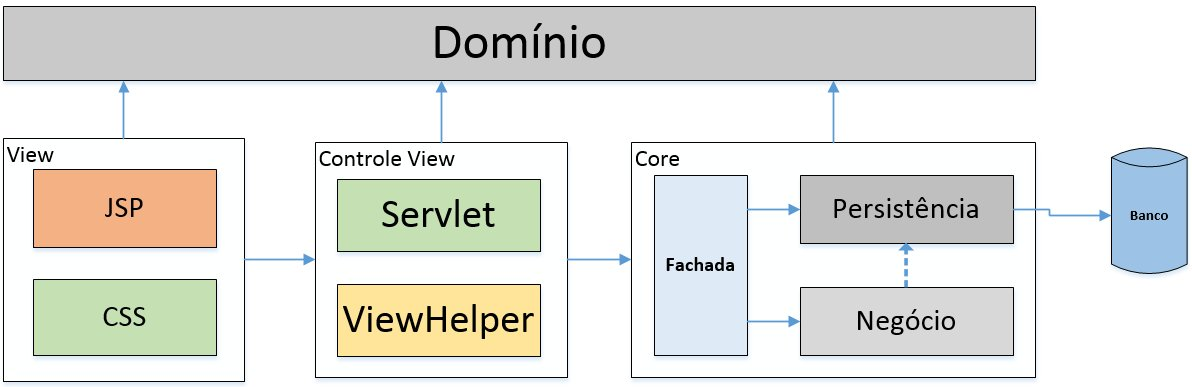 Domínio
View
JSP
CSS
Controle View
Servlet
ViewHelper
Core
Fachada
Persistência
Negócio
Banco